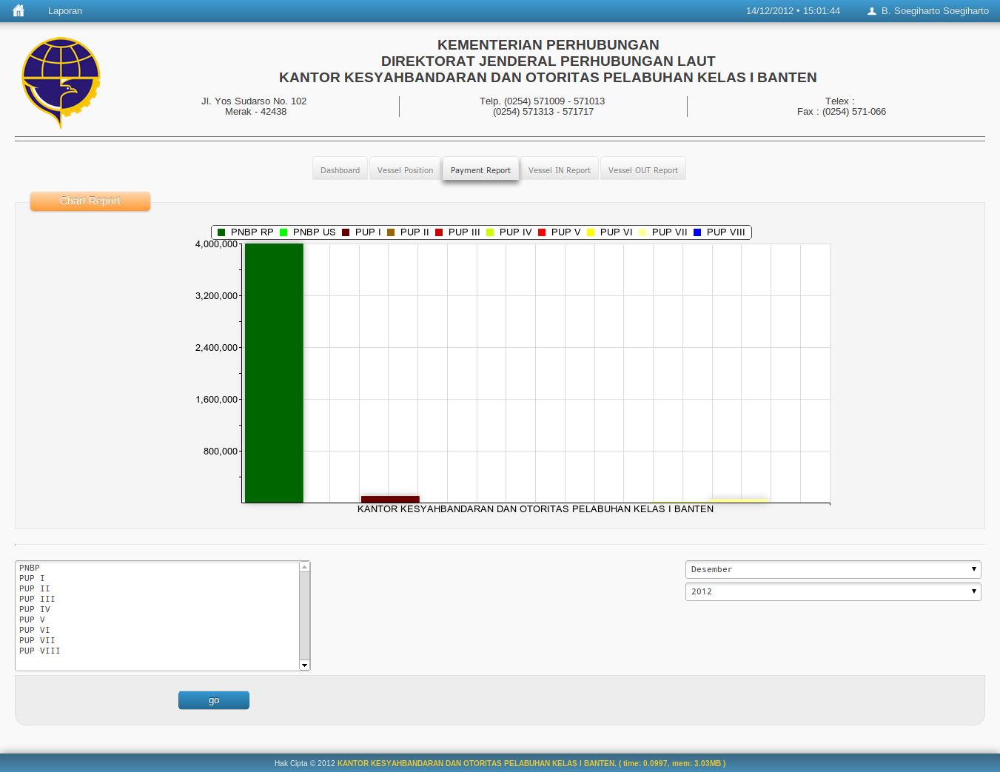 Laporan
14/12/2012 • 15:01:44
B. Soegiharto Soegiharto
KEMENTERIAN PERHUBUNGAN
DIREKTORAT JENDERAL PERHUBUNGAN LAUT
KANTOR KESYAHBANDARAN DAN OTORITAS PELABUHAN KELAS I BANTEN
Jl. Yos Sudarso No. 102
Merak - 42438
Telp. (0254) 571009 - 571013
(0254) 571313 - 571717
Telex :
Fax : (0254) 571-066
Dashboard
Vessel Position
Payment Report
Vessel IN Report
Vessel OUT Report
Chart Report
PNBP RP PNBP US PUP I PUP II PUP III PUP IV PUP V PUP VI PUP VII PUP VIII
4,000,000
3,200,000
2,400,000
1,600,000
800,000
KANTOR KESYAHBANDARAN DAN OTORITAS PELABUHAN KELAS I BANTEN
PNBP
PUP I
PUP II
PUP III
PUP IV
PUP V
PUP VI
PUP VII
PUP VIII
Desember
2012
go
Hak Cipta © 2012 KANTOR KESYAHBANDARAN DAN OTORITAS PELABUHAN KELAS I BANTEN. ( time: 0.0997, mem: 3.03MB )